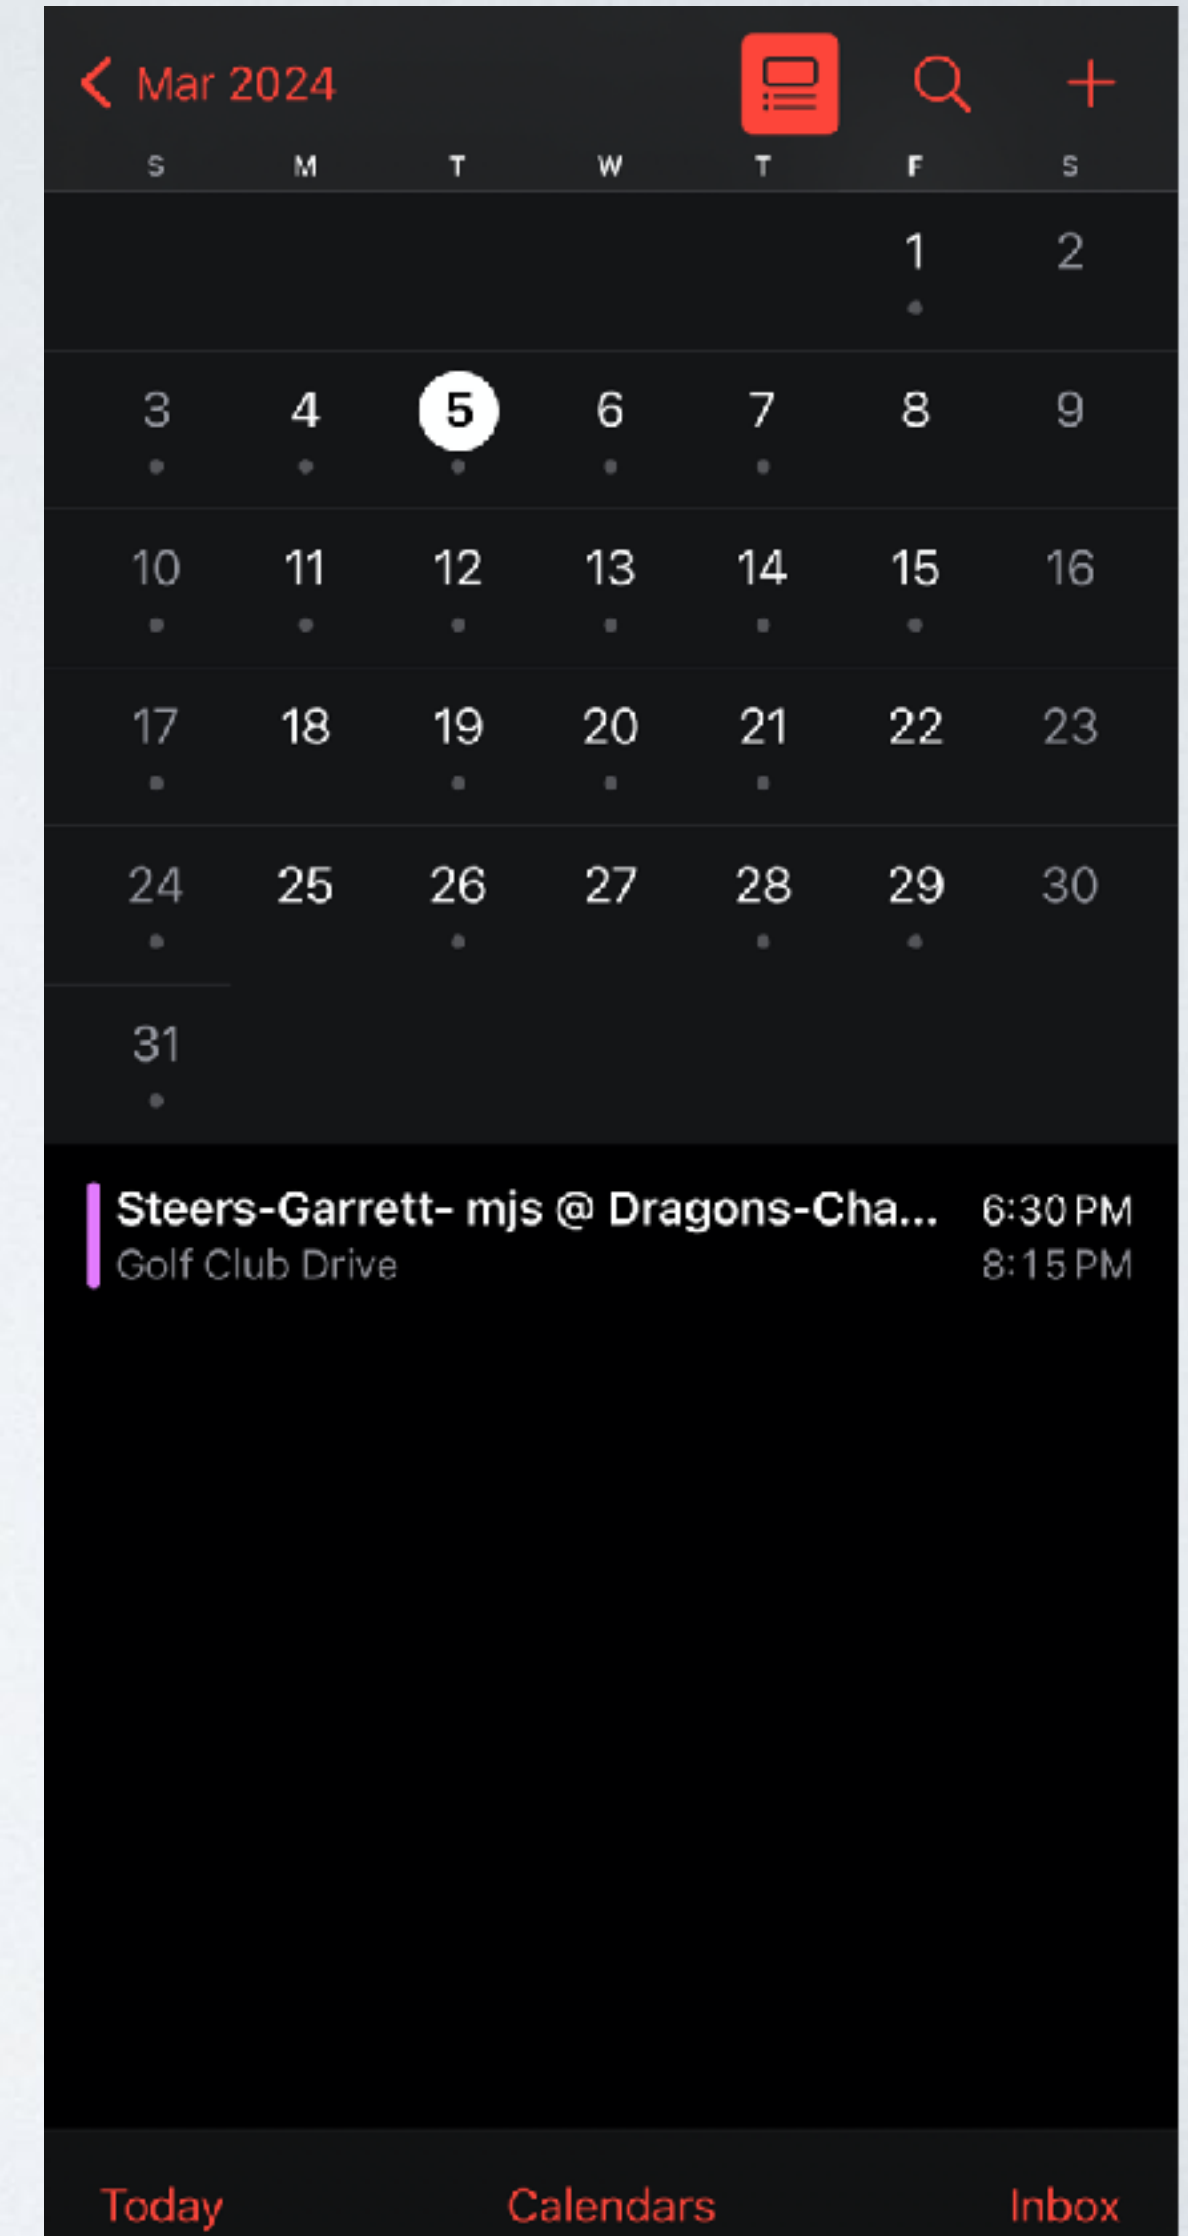 Mar 2024
S M T W T F S
1 2
3 4 5 6 7 8 9
10 11 12 13 14 15 16
17 18 19 20 21 22 23
24 25 26 27 28 29 30
31
Steers-Garrett- mjs @ Dragons-Cha... 6:30 PM
Golf Club Drive 8:15 PM
Today Calendars Inbox